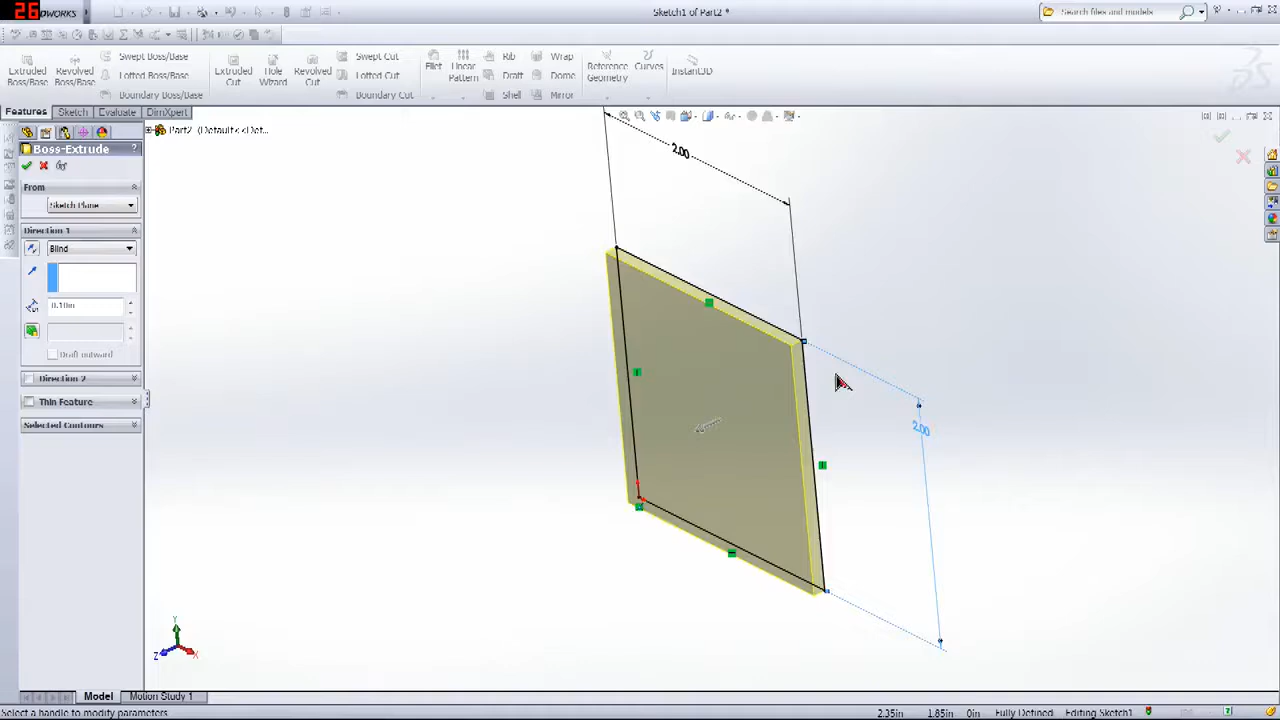 26
Sketch1 of Part2 *
Search files and models
Extruded Boss/Base
Revolved Boss/Base
Swept Boss/Base
Lofted Boss/Base
Boundary Boss/Base
Extruded Cut
Hole Wizard
Revolved Cut
Swept Cut
Lofted Cut
Boundary Cut
Fillet
Linear Pattern
Rib
Draft
Shell
Wrap
Dome
Mirror
Reference Geometry
Curves
Instant3D
Features Sketch Evaluate DimXpert
Part2 (Default<<Def...
Boss-Extrude ?
From
Sketch Plane
Direction 1
Blind
0.10in
Draft outward
Direction 2
Thin Feature
Selected Contours
2.00
2.00
Y
Z X
Model Motion Study 1
Select a handle to modify parameters
2.35in 1.85in 0in Fully Defined Editing Sketch1